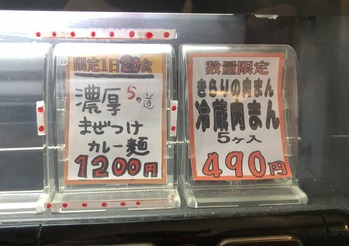 限定1日20食
濃厚らの道
まぜつけ
カレー麺
1200円
数量限定
きさらぎの肉まん
冷蔵肉まん
5ヶ入
490円